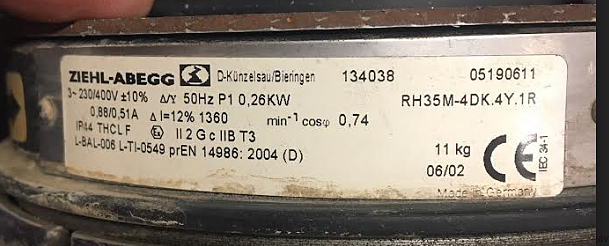 ZIEHL-ABEGG D-Künzelsau/Bieringen 134038 05190611
3~ 230/400V ±10% Δ/Y 50Hz P1 0,26KW RH35M-4DK.4Y.1R
0,88/0,51A Δ I=12% 1360 min⁻¹ cosφ 0,74
IP44 THCL F Ex II 2 G c IIB T3
L-BAL-006 L-TI-0549 prEN 14986: 2004 (D) 11 kg
06/02 CE IEC 34-1
Made in Germany